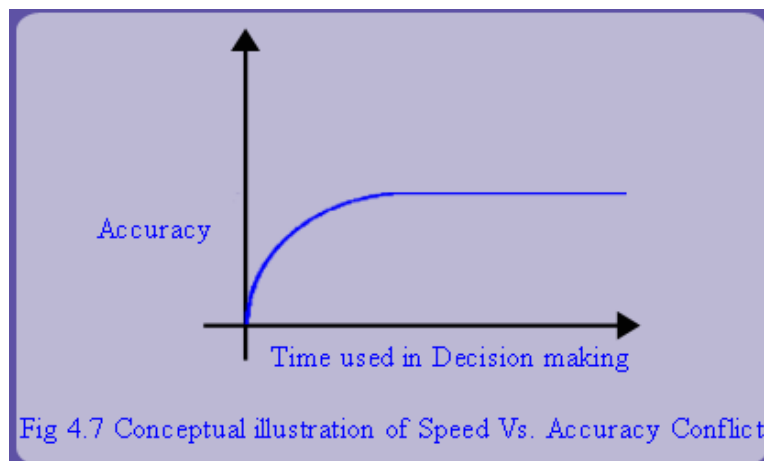 Accuracy
Time used in Decision making
Fig 4.7 Conceptual illustration of Speed Vs. Accuracy Conflict